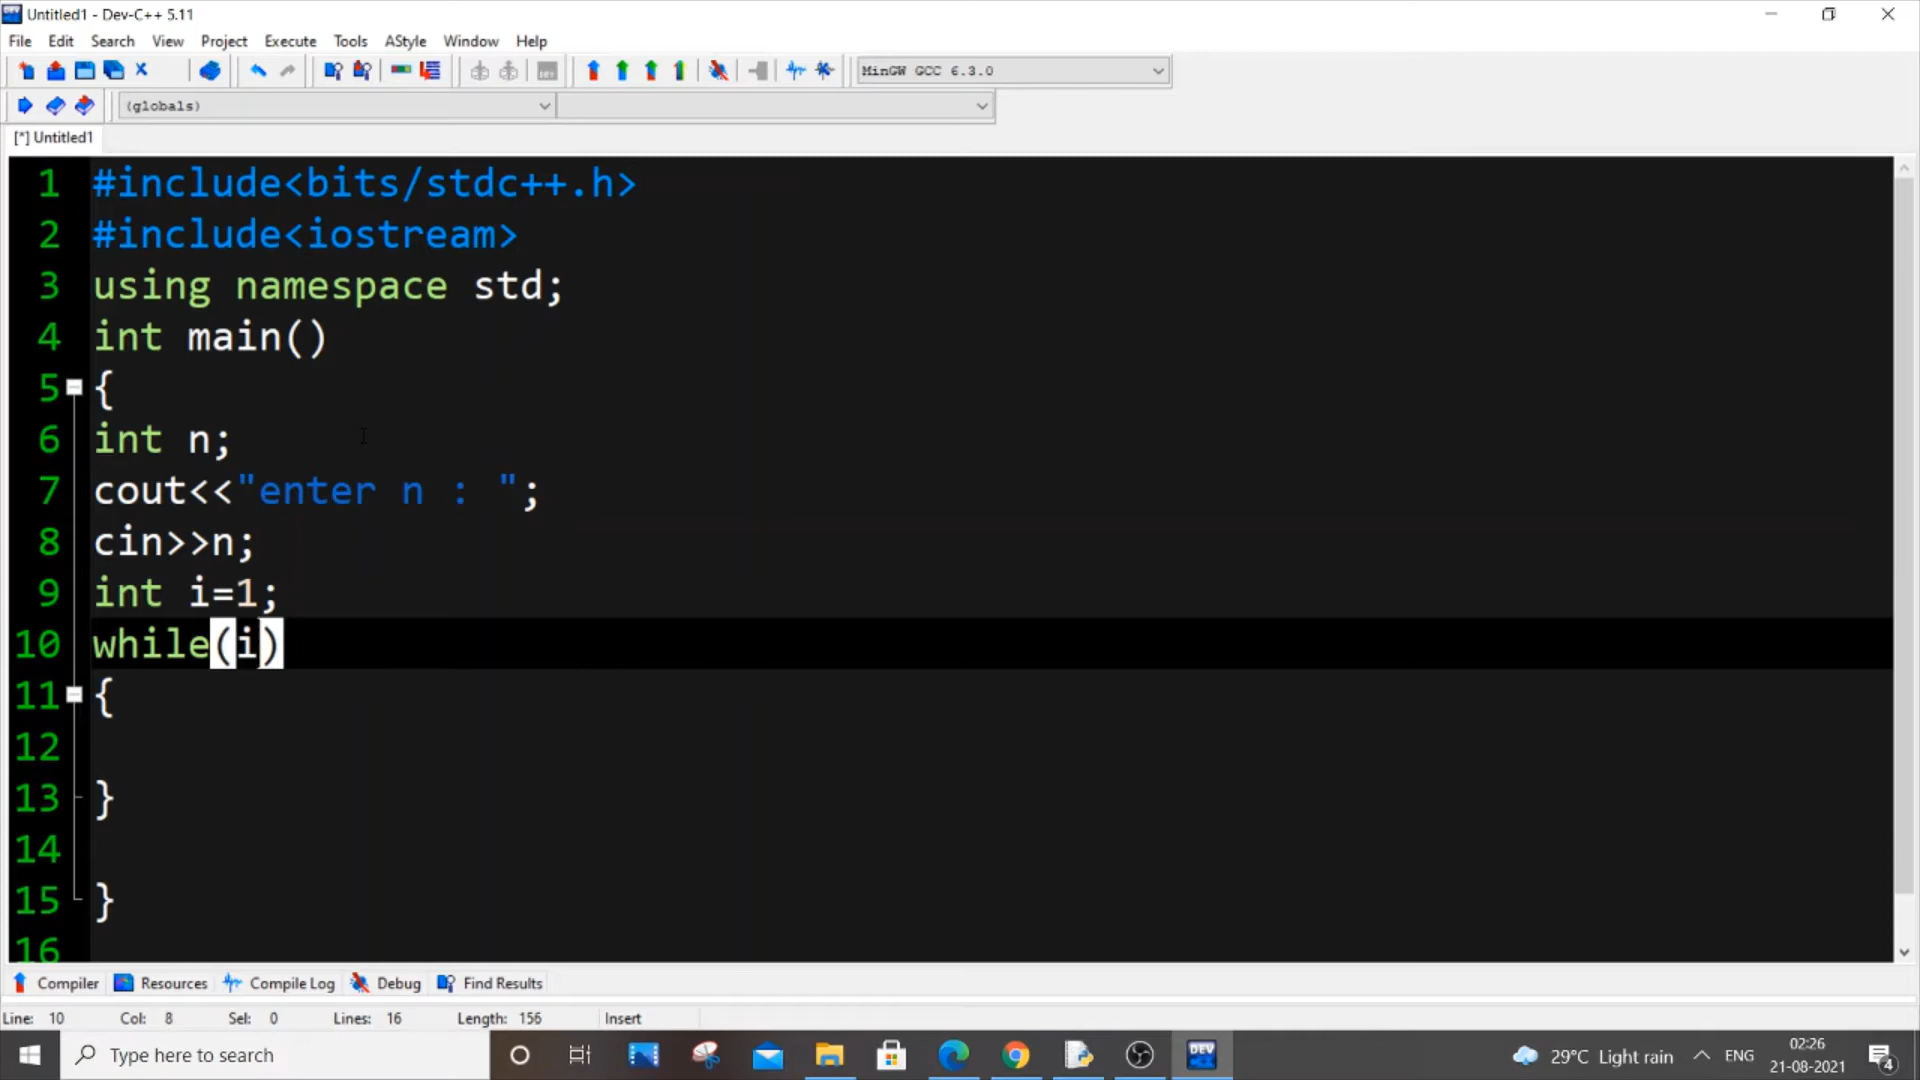 Untitled1 - Dev-C++ 5.11
File Edit Search View Project Execute Tools AStyle Window Help
MinGW GCC 6.3.0
(globals)
[*] Untitled1
1 #include<bits/stdc++.h>
2 #include<iostream>
3 using namespace std;
4 int main()
5 {
6 int n;
7 cout<<"enter n : ";
8 cin>>n;
9 int i=1;
10 while(i)
11 {
12
13 }
14
15 }
16
Compiler Resources Compile Log Debug Find Results
Line: 10 Col: 8 Sel: 0 Lines: 16 Length: 156 Insert
Type here to search
DEV
29°C Light rain
ENG
02:26
21-08-2021
4